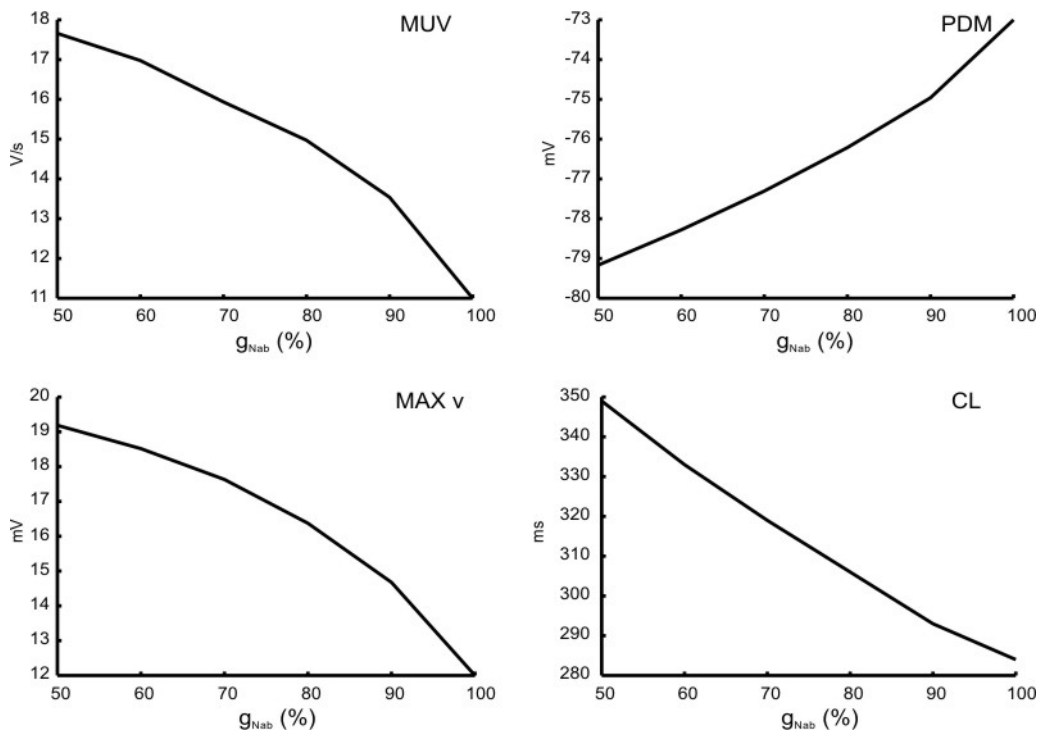 MUV
V/s
18
17
16
15
14
13
12
11
50 60 70 80 90 100
gNab (%)
PDM
mV
-73
-74
-75
-76
-77
-78
-79
-80
50 60 70 80 90 100
gNab (%)
MAX v
mV
20
19
18
17
16
15
14
13
12
50 60 70 80 90 100
gNab (%)
CL
ms
350
340
330
320
310
300
290
280
50 60 70 80 90 100
gNab (%)